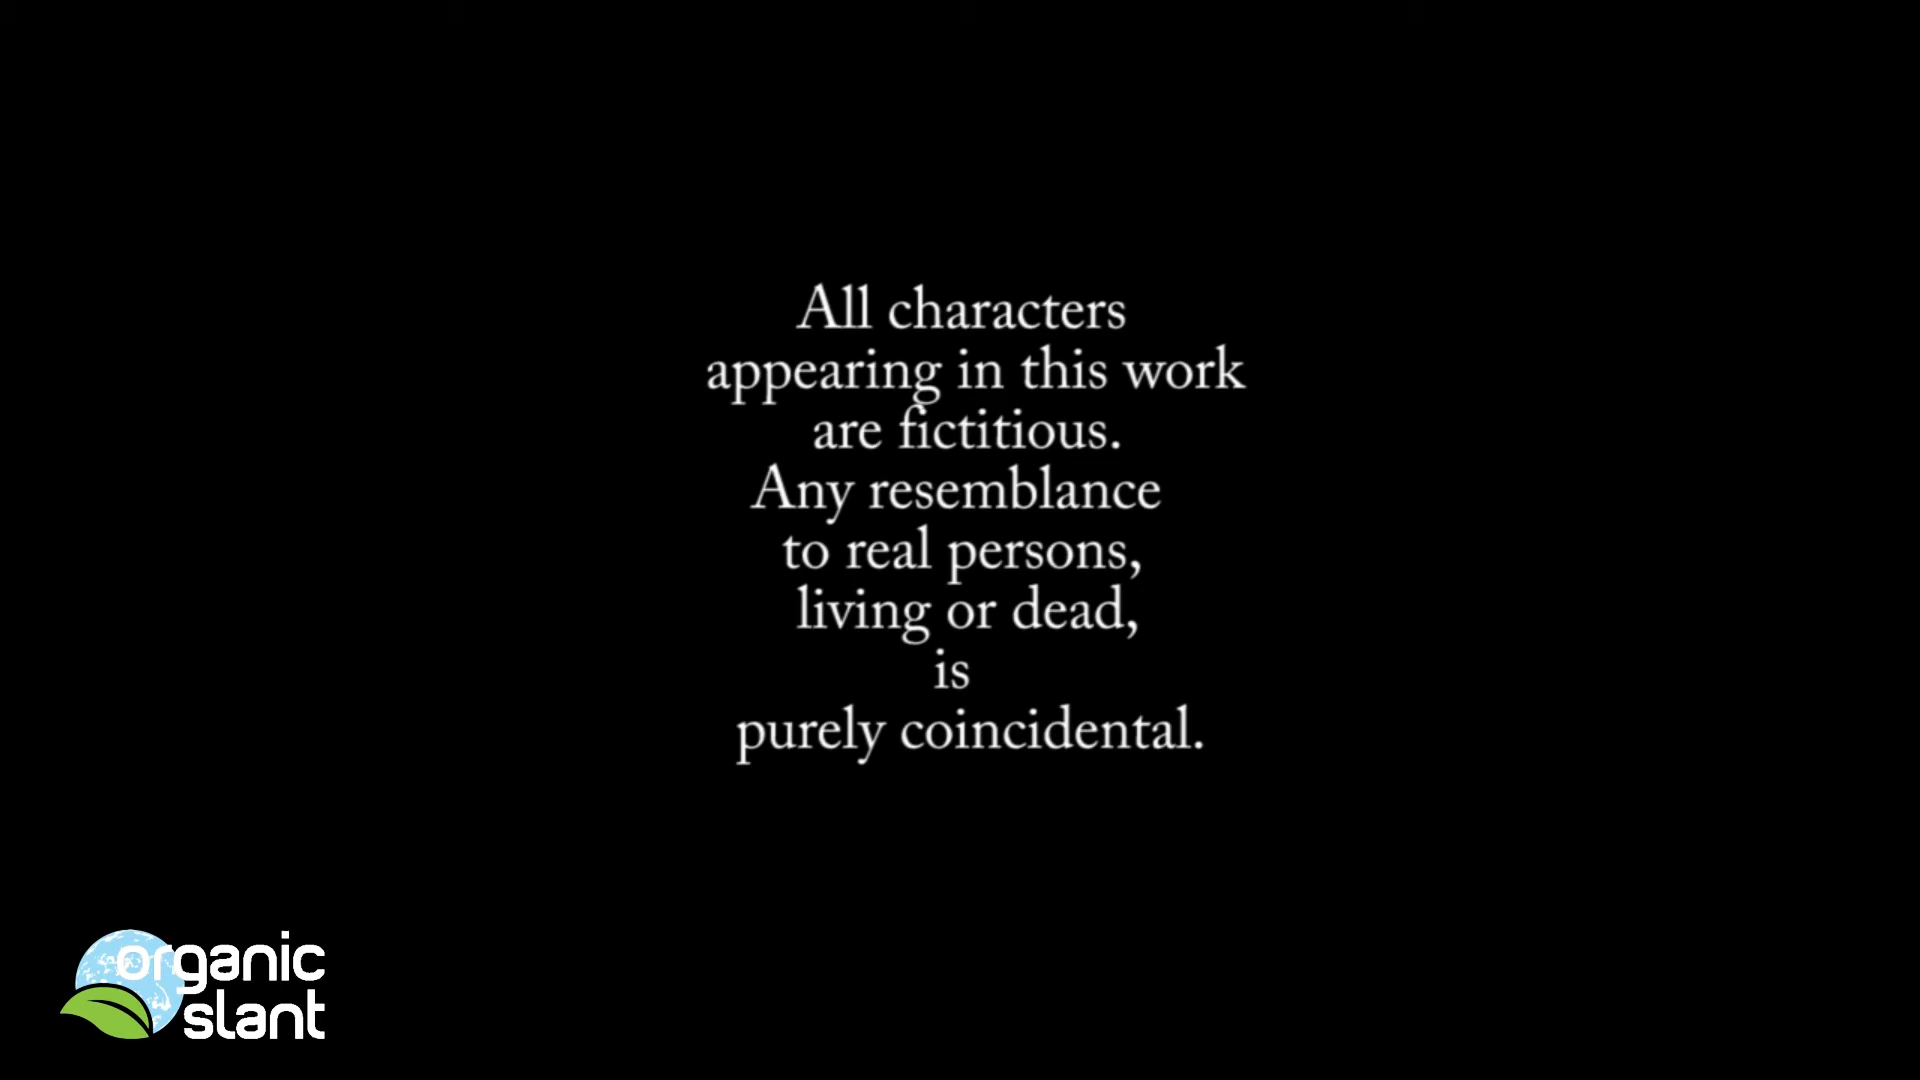 All characters
appearing in this work
are fictitious.
Any resemblance
to real persons,
living or dead,
is
purely coincidental.
organic
slant